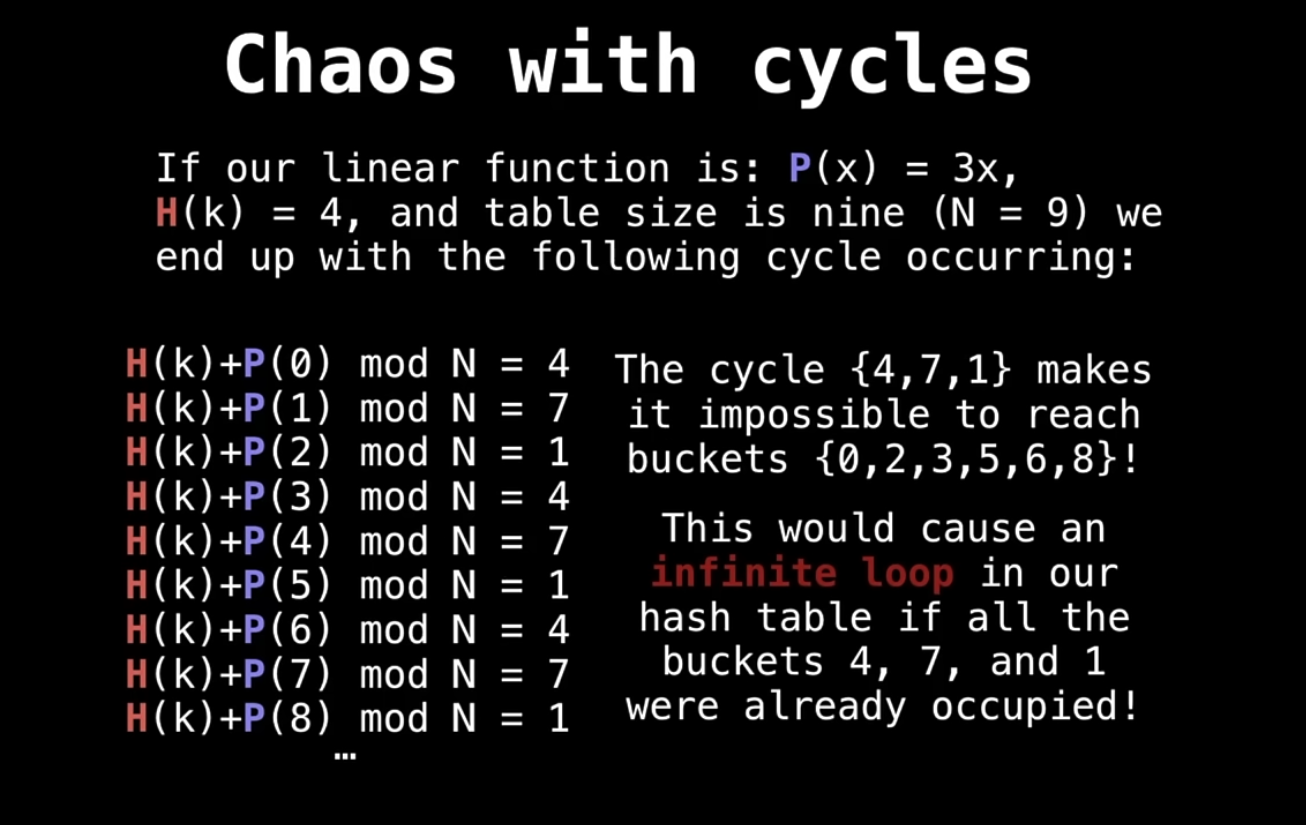 Chaos with cycles
If our linear function is: P(x) = 3x,
H(k) = 4, and table size is nine (N = 9) we
end up with the following cycle occurring:
H(k)+P(0) mod N = 4
H(k)+P(1) mod N = 7
H(k)+P(2) mod N = 1
H(k)+P(3) mod N = 4
H(k)+P(4) mod N = 7
H(k)+P(5) mod N = 1
H(k)+P(6) mod N = 4
H(k)+P(7) mod N = 7
H(k)+P(8) mod N = 1
…
The cycle {4,7,1} makes
it impossible to reach
buckets {0,2,3,5,6,8}!
This would cause an
infinite loop in our
hash table if all the
buckets 4, 7, and 1
were already occupied!